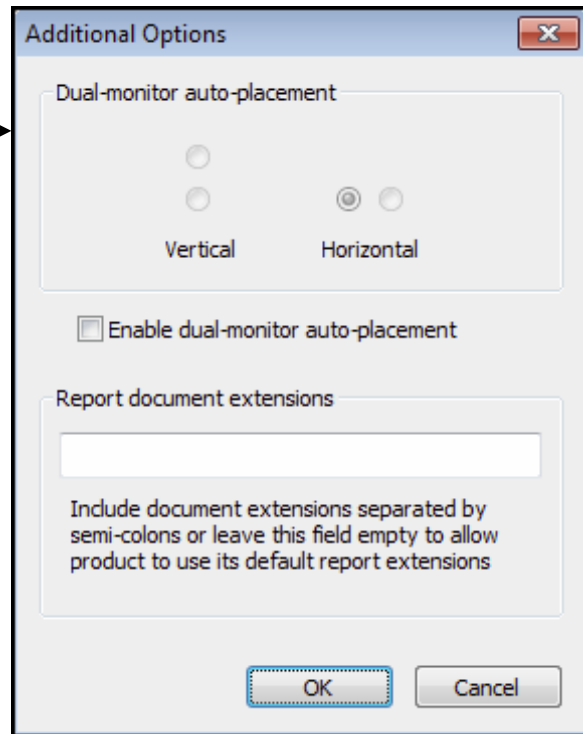 Additional Options
Dual-monitor auto-placement
Vertical
Horizontal
Enable dual-monitor auto-placement
Report document extensions
Include document extensions separated by
semi-colons or leave this field empty to allow
product to use its default report extensions
OK
Cancel